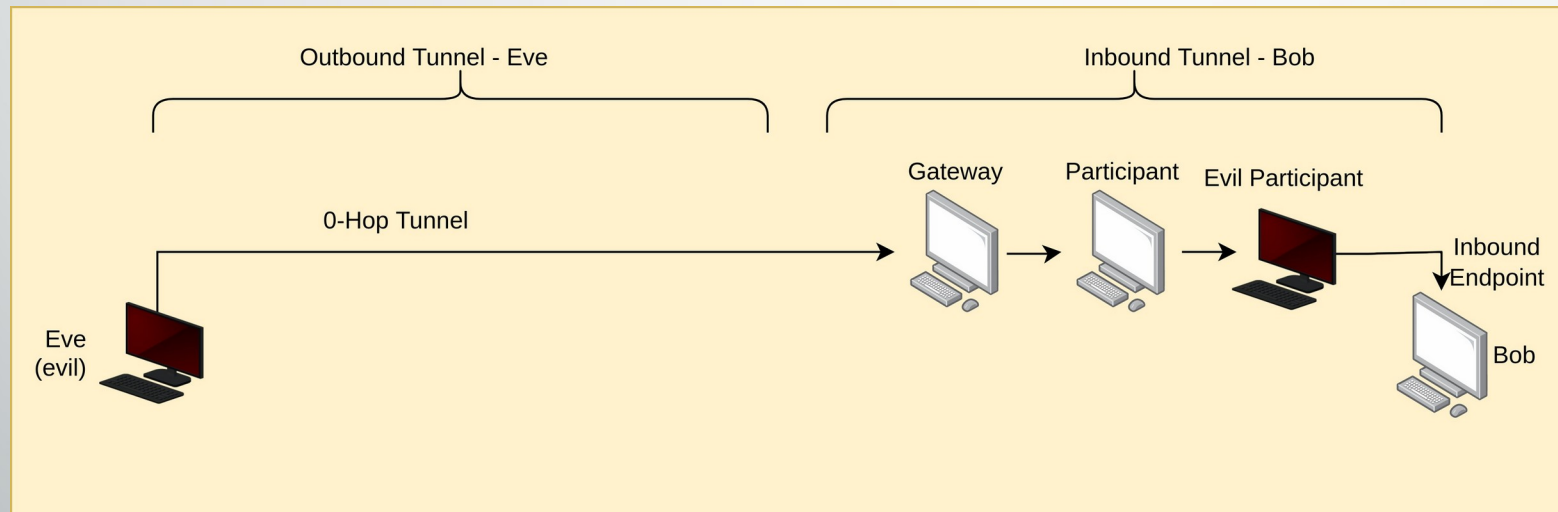 Outbound Tunnel - Eve
Inbound Tunnel - Bob
Gateway
Participant
Evil Participant
0-Hop Tunnel
Inbound
Endpoint
Eve
(evil)
Bob